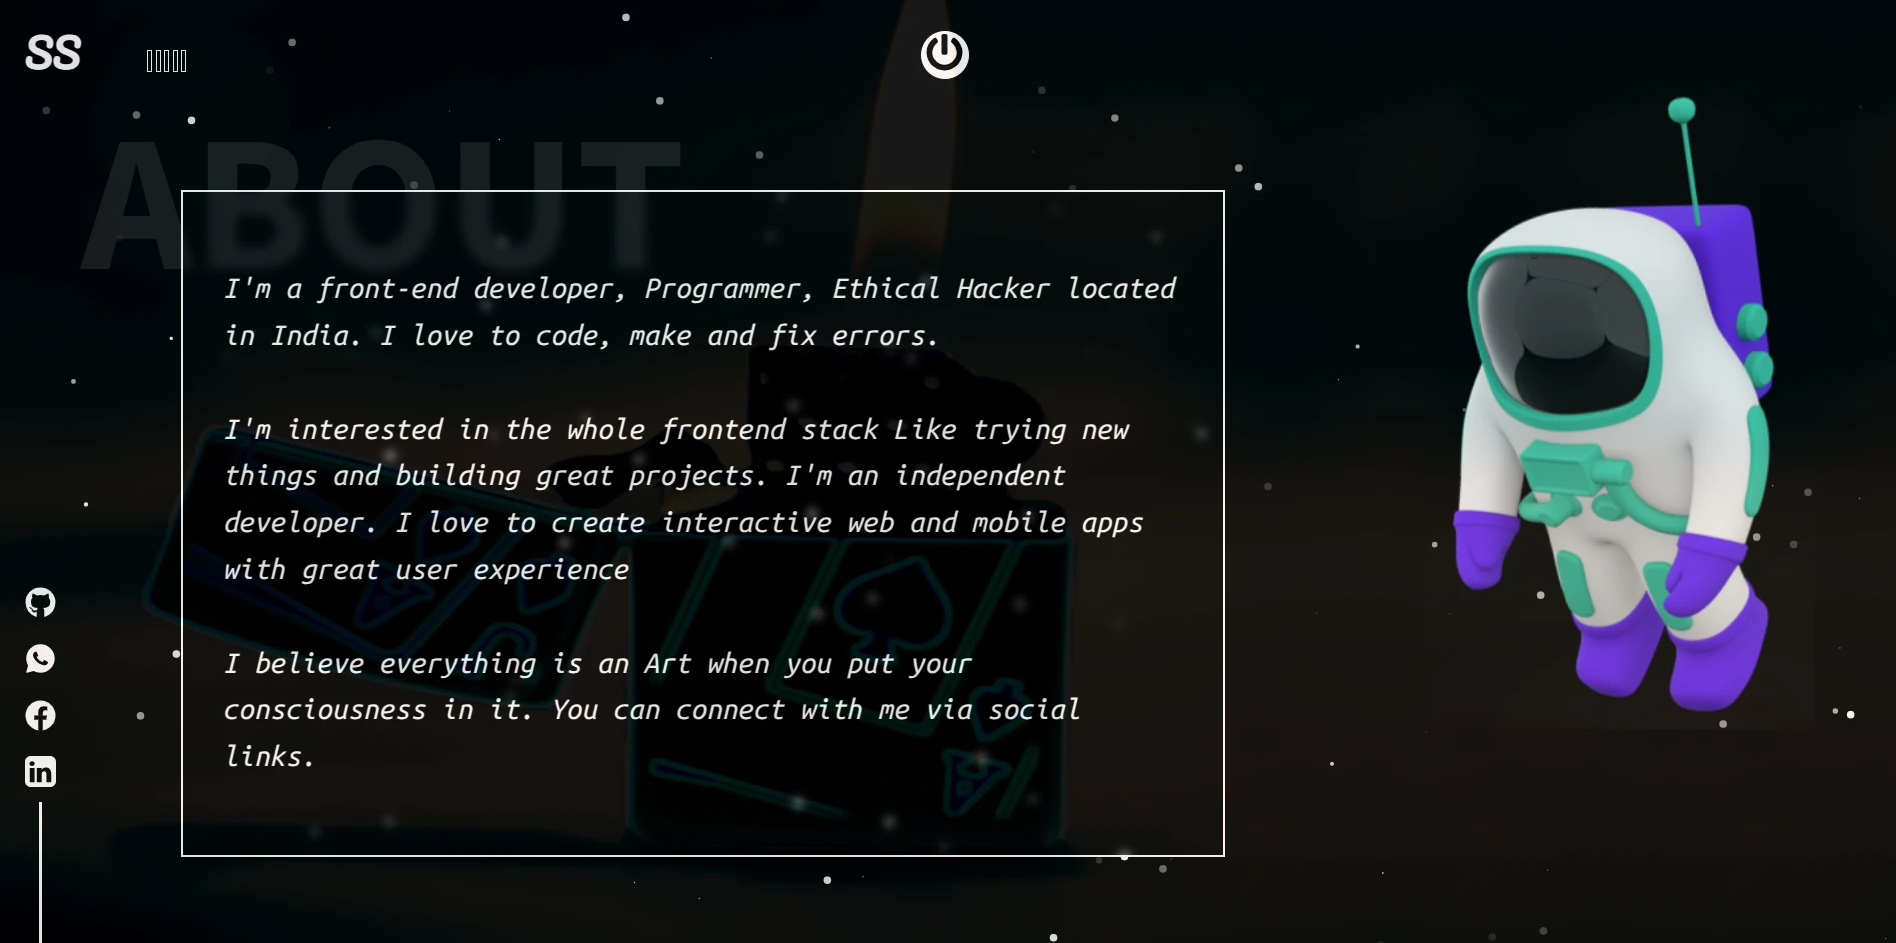 SS
ABOUT
I'm a front-end developer, Programmer, Ethical Hacker located
in India. I love to code, make and fix errors.
I'm interested in the whole frontend stack Like trying new
things and building great projects. I'm an independent
developer. I love to create interactive web and mobile apps
with great user experience
I believe everything is an Art when you put your
consciousness in it. You can connect with me via social
links.
in